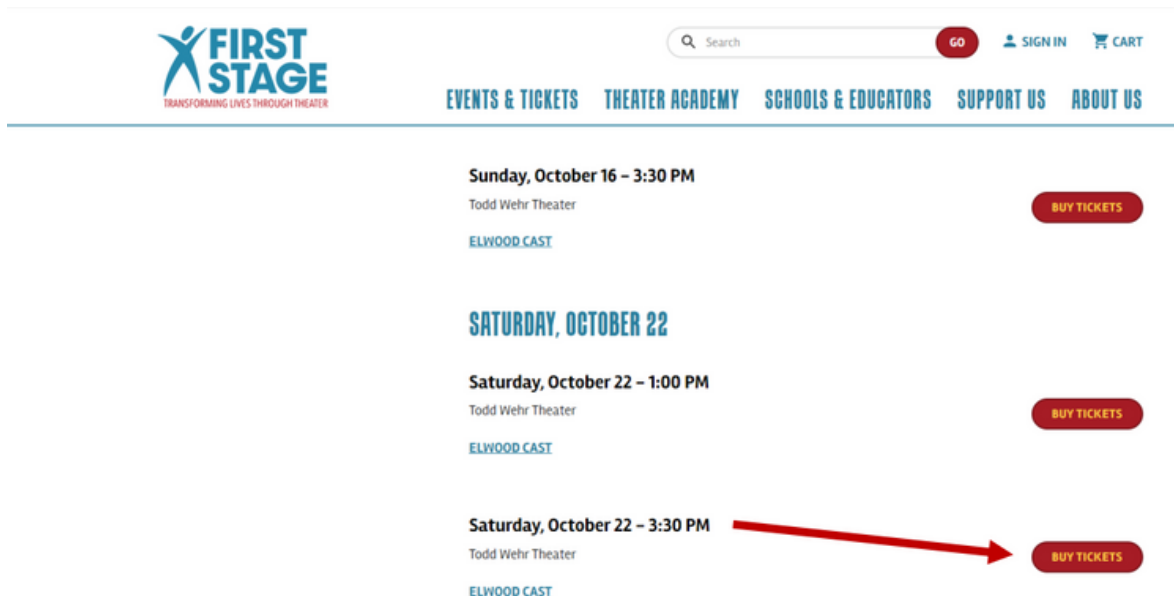 FIRST
STAGE
TRANSFORMING LIVES THROUGH THEATER
Search
GO
SIGN IN
CART
EVENTS & TICKETS
THEATER ACADEMY
SCHOOLS & EDUCATORS
SUPPORT US
ABOUT US
Sunday, October 16 – 3:30 PM
Todd Wehr Theater
BUY TICKETS
ELWOOD CAST
SATURDAY, OCTOBER 22
Saturday, October 22 – 1:00 PM
Todd Wehr Theater
BUY TICKETS
ELWOOD CAST
Saturday, October 22 – 3:30 PM
Todd Wehr Theater
BUY TICKETS
ELWOOD CAST